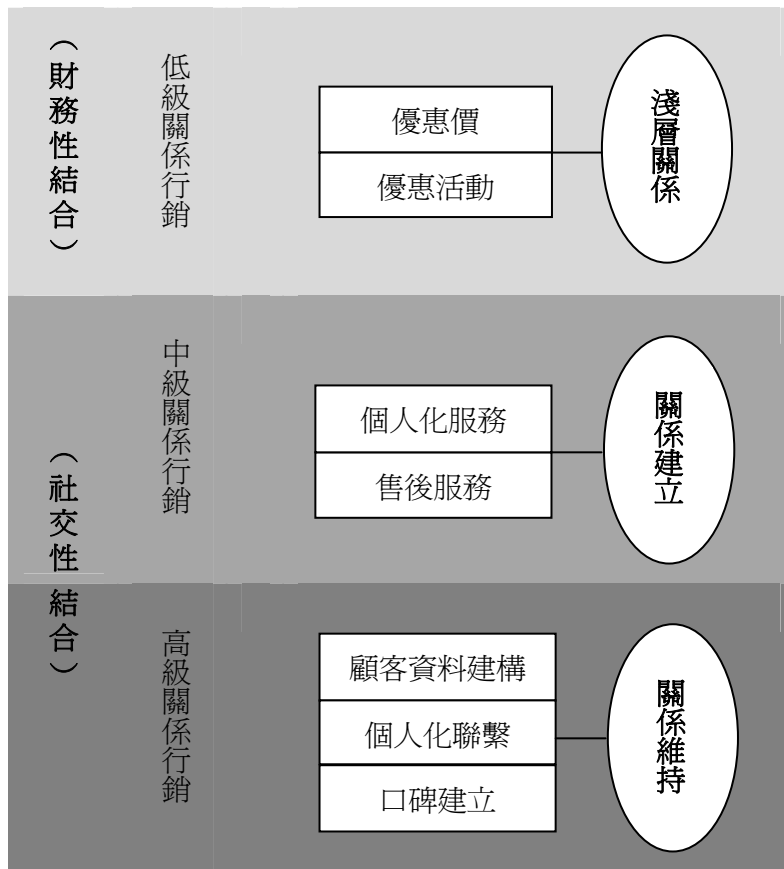 （財務性結合）
低級關係行銷
優惠價
優惠活動
淺層關係
（社交性結合）
中級關係行銷
個人化服務
售後服務
關係建立
高級關係行銷
顧客資料建構
個人化聯繫
口碑建立
關係維持